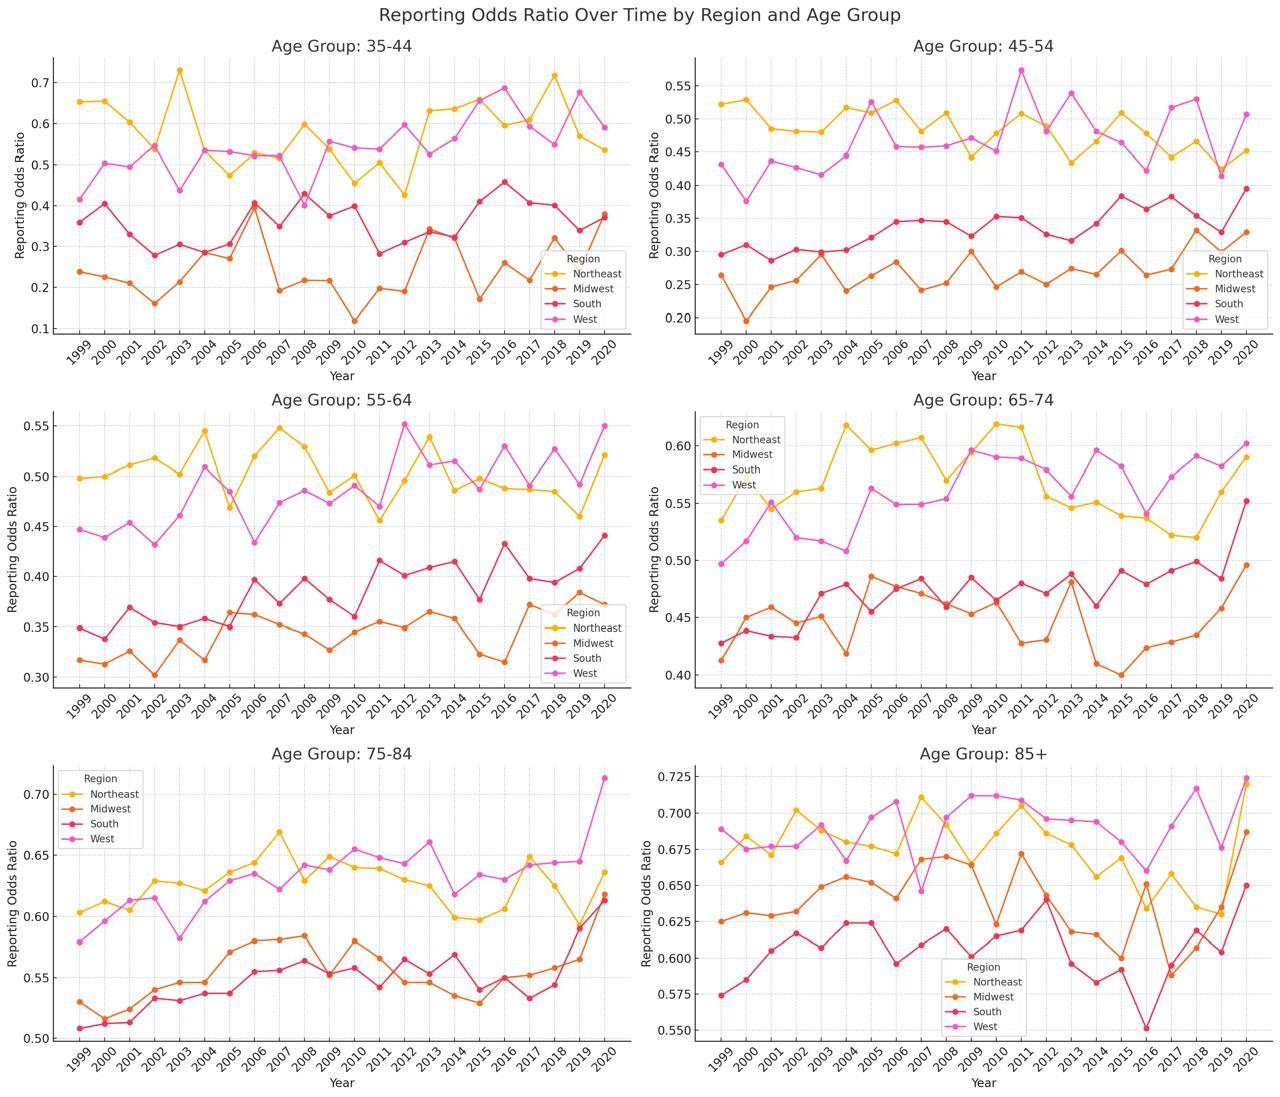 Reporting Odds Ratio Over Time by Region and Age Group
Age Group: 35-44
Reporting Odds Ratio
0.7
0.6
0.5
0.4
0.3
0.2
0.1
Region
Northeast
Midwest
South
West
1999 2000 2001 2002 2003 2004 2005 2006 2007 2008 2009 2010 2011 2012 2013 2014 2015 2016 2017 2018 2019 2020
Year
Age Group: 45-54
Reporting Odds Ratio
0.55
0.50
0.45
0.40
0.35
0.30
0.25
0.20
Region
Northeast
Midwest
South
West
1999 2000 2001 2002 2003 2004 2005 2006 2007 2008 2009 2010 2011 2012 2013 2014 2015 2016 2017 2018 2019 2020
Year
Age Group: 55-64
Reporting Odds Ratio
0.55
0.50
0.45
0.40
0.35
0.30
Region
Northeast
Midwest
South
West
1999 2000 2001 2002 2003 2004 2005 2006 2007 2008 2009 2010 2011 2012 2013 2014 2015 2016 2017 2018 2019 2020
Year
Age Group: 65-74
Reporting Odds Ratio
0.60
0.55
0.50
0.45
0.40
Region
Northeast
Midwest
South
West
1999 2000 2001 2002 2003 2004 2005 2006 2007 2008 2009 2010 2011 2012 2013 2014 2015 2016 2017 2018 2019 2020
Year
Age Group: 75-84
Reporting Odds Ratio
0.70
0.65
0.60
0.55
0.50
Region
Northeast
Midwest
South
West
1999 2000 2001 2002 2003 2004 2005 2006 2007 2008 2009 2010 2011 2012 2013 2014 2015 2016 2017 2018 2019 2020
Year
Age Group: 85+
Reporting Odds Ratio
0.725
0.700
0.675
0.650
0.625
0.600
0.575
0.550
Region
Northeast
Midwest
South
West
1999 2000 2001 2002 2003 2004 2005 2006 2007 2008 2009 2010 2011 2012 2013 2014 2015 2016 2017 2018 2019 2020
Year